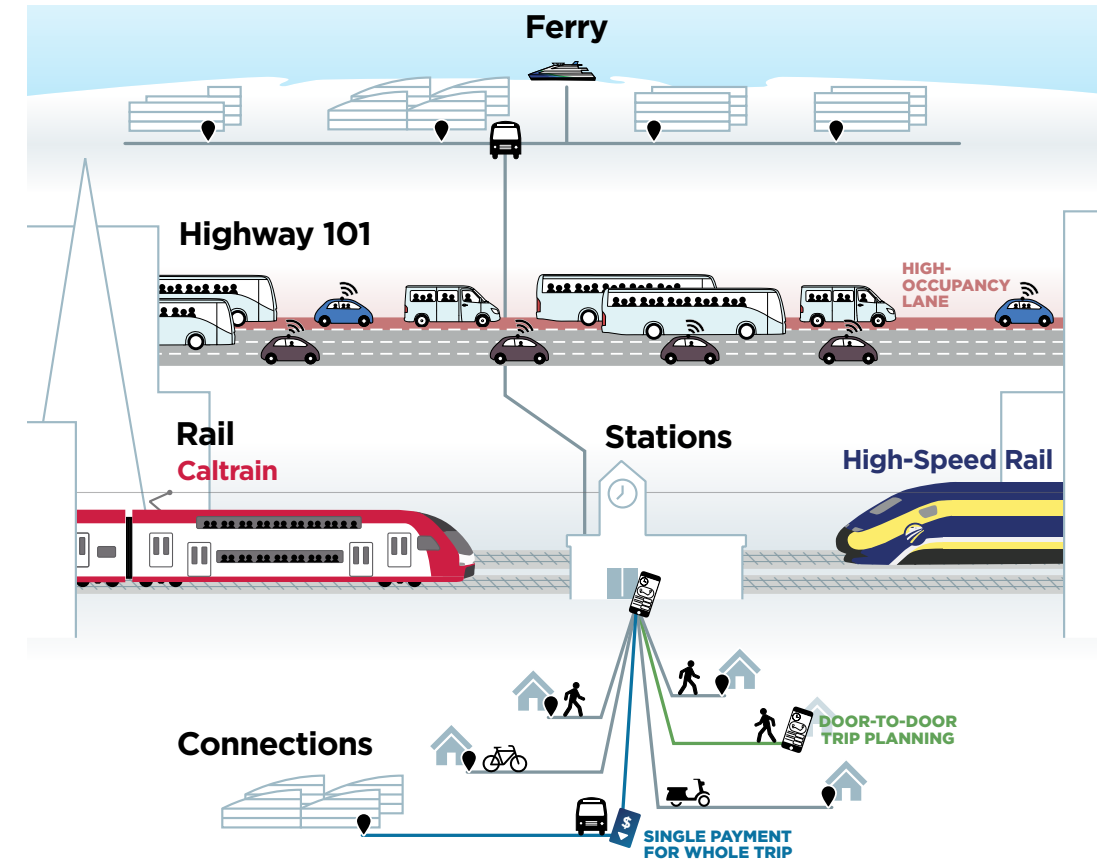 Ferry
Highway 101
HIGH-
OCCUPANCY
LANE
Rail
Caltrain
Stations
High-Speed Rail
Connections
DOOR-TO-DOOR
TRIP PLANNING
$
SINGLE PAYMENT
FOR WHOLE TRIP